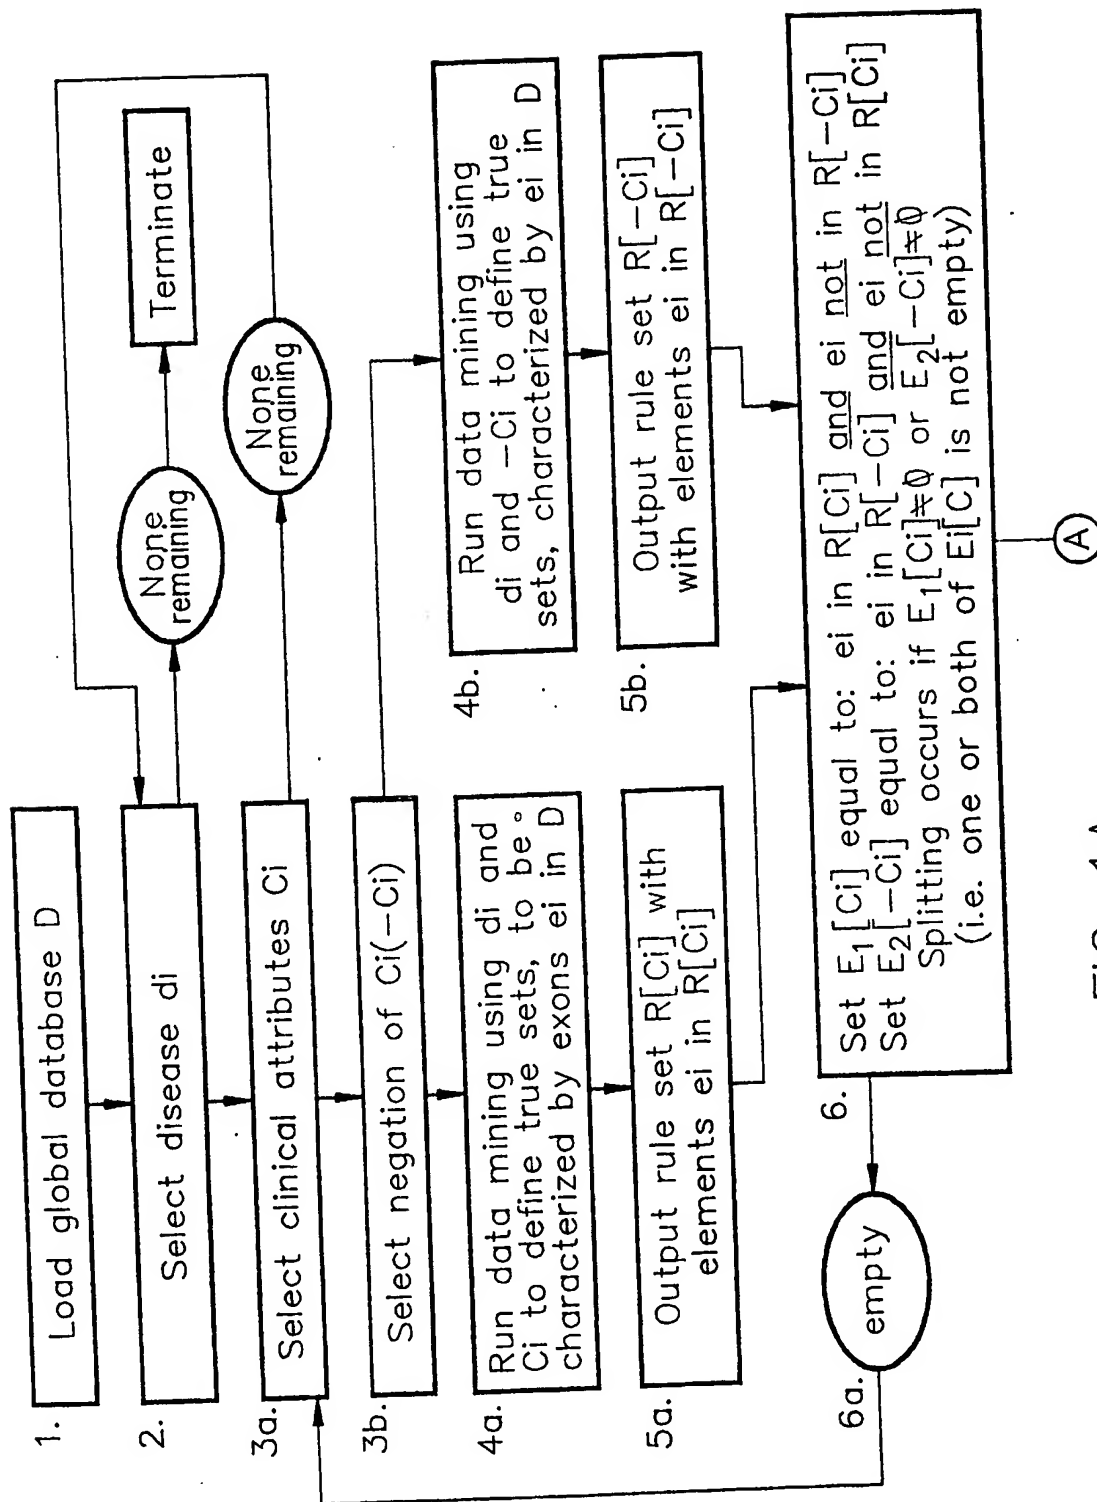 1. Load global database D
2. Select disease di
None
remaining
Terminate
3a. Select clinical attributes Ci
None
remaining
3b. Select negation of Ci(−Ci)
4a. Run data mining using di and
Ci to define true sets, to be
characterized by exons ei in D
4b. Run data mining using
di and −Ci to define true
sets, characterized by ei in D
5a. Output rule set R[Ci] with
elements ei in R[Ci]
5b. Output rule set R[−Ci]
with elements ei in R[−Ci]
6. Set E₁[Ci] equal to: ei in R[Ci] and ei not in R[−Ci]
Set E₂[−Ci] equal to: ei in R[−Ci] and ei not in R[Ci]
Splitting occurs if E₁[Ci]≠∅ or E₂[−Ci]≠∅
(i.e. one or both of Ei[C] is not empty)
6a. empty
A